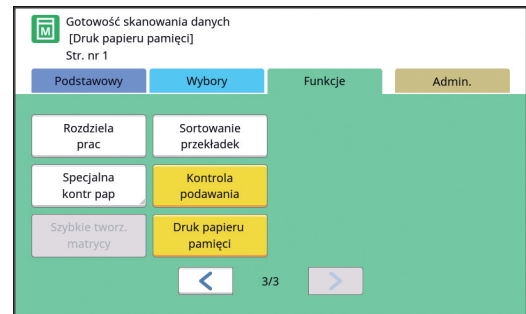 M
Gotowość skanowania danych
[Druk papieru pamięci]
Str. nr 1
Podstawowy
Wybory
Funkcje
Admin.
Rozdziela
prac
Sortowanie
przekładek
Specjalna
kontr pap
Kontrola
podawania
Szybkie tworz.
matrycy
Druk papieru
pamięci
3/3